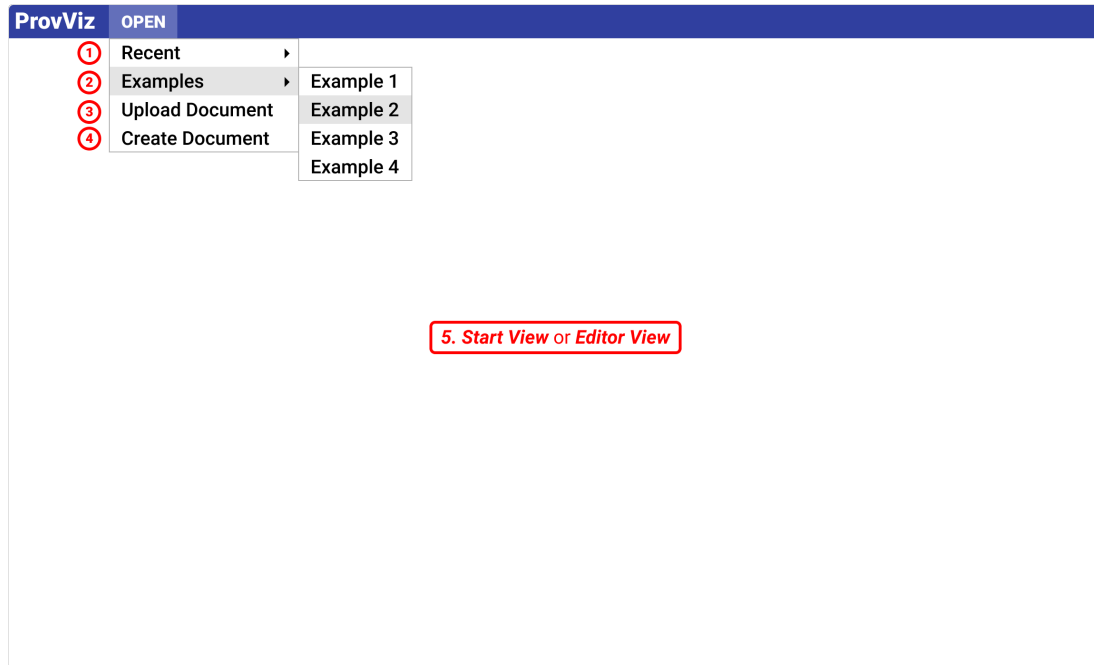 ProvViz OPEN
1 Recent
2 Examples Example 1
3 Upload Document Example 2
4 Create Document Example 3
Example 4
5. Start View or Editor View